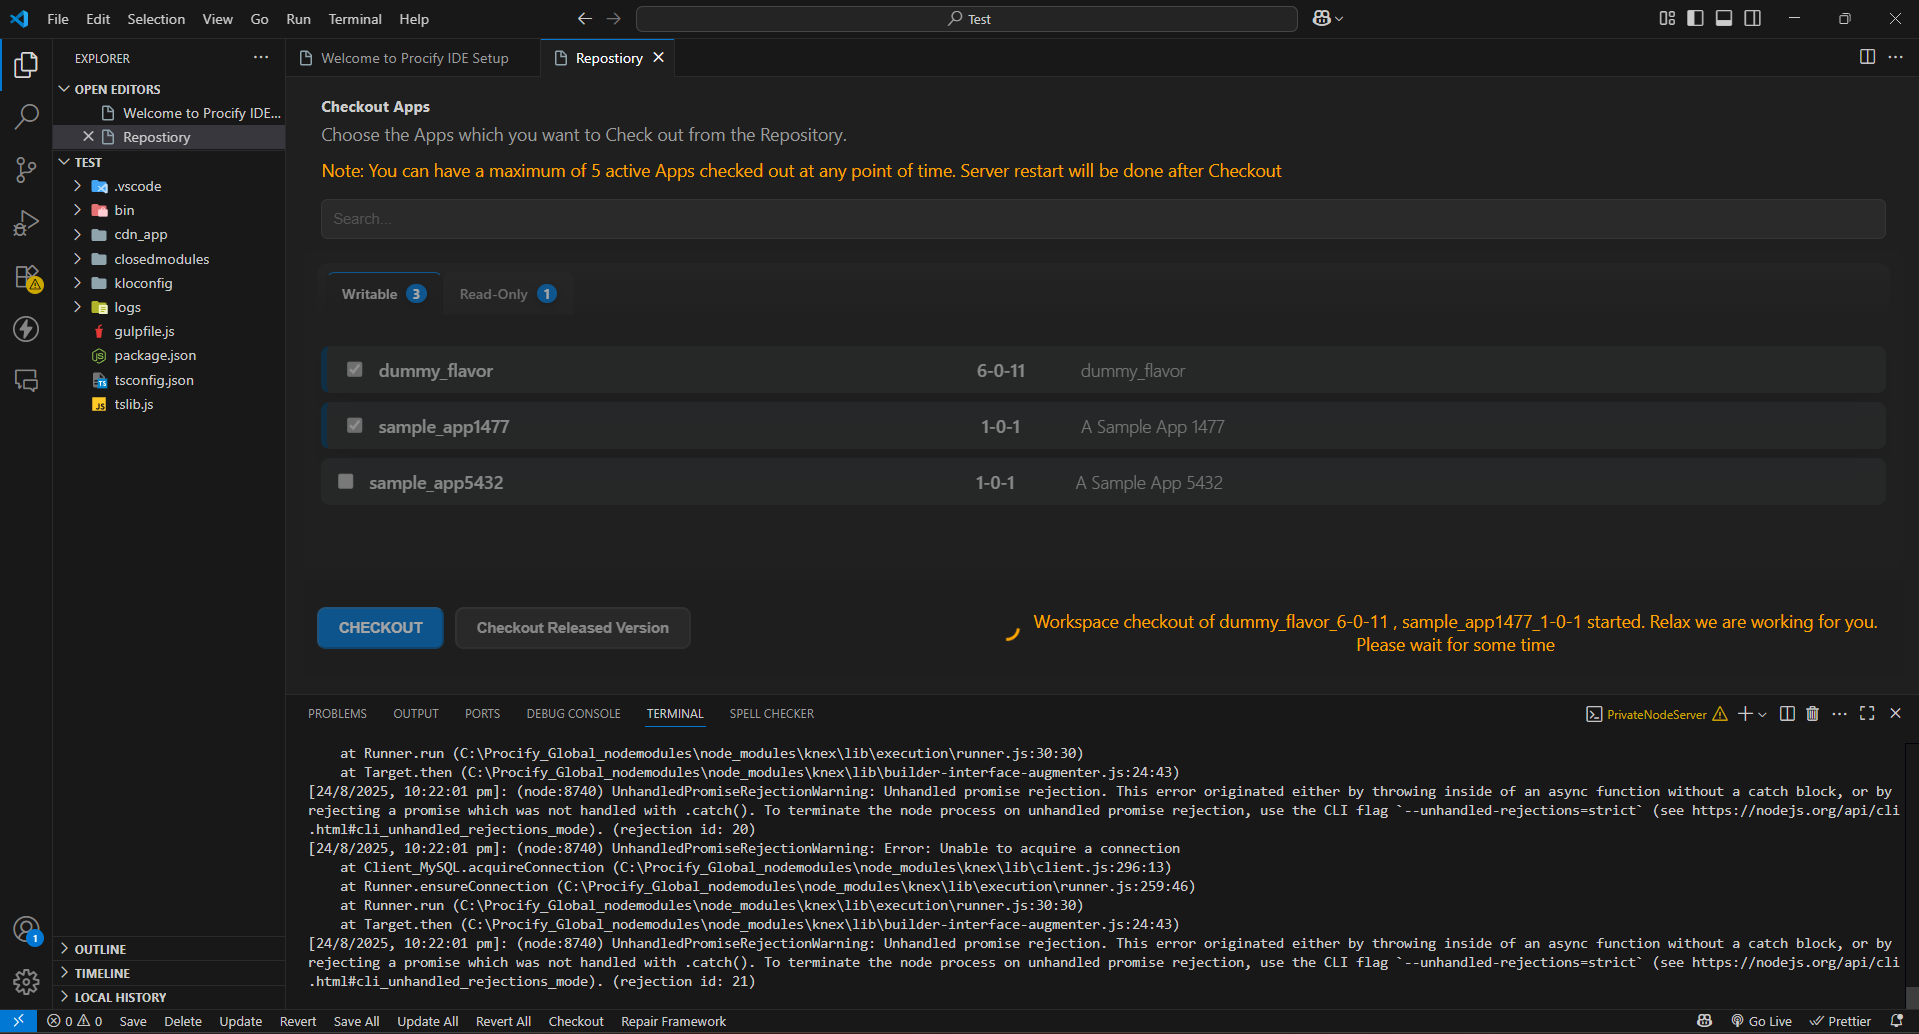 File Edit Selection View Go Run Terminal Help
Test
EXPLORER
OPEN EDITORS
Welcome to Procify IDE...
Repostiory
TEST
.vscode
bin
cdn_app
closedmodules
kloconfig
logs
gulpfile.js
package.json
tsconfig.json
tslib.js
OUTLINE
TIMELINE
LOCAL HISTORY
1
Welcome to Procify IDE Setup
Repostiory
Checkout Apps
Choose the Apps which you want to Check out from the Repository.
Note: You can have a maximum of 5 active Apps checked out at any point of time. Server restart will be done after Checkout
Search...
Writable 3 Read-Only 1
dummy_flavor 6-0-11 dummy_flavor
sample_app1477 1-0-1 A Sample App 1477
sample_app5432 1-0-1 A Sample App 5432
CHECKOUT Checkout Released Version
Workspace checkout of dummy_flavor_6-0-11 , sample_app1477_1-0-1 started. Relax we are working for you.
Please wait for some time
PROBLEMS OUTPUT PORTS DEBUG CONSOLE TERMINAL SPELL CHECKER
PrivateNodeServer
at Runner.run (C:\Procify_Global_nodemodules\node_modules\knex\lib\execution\runner.js:30:30)
at Target.then (C:\Procify_Global_nodemodules\node_modules\knex\lib\builder-interface-augmenter.js:24:43)
[24/8/2025, 10:22:01 pm]: (node:8740) UnhandledPromiseRejectionWarning: Unhandled promise rejection. This error originated either by throwing inside of an async function without a catch block, or by
rejecting a promise which was not handled with .catch(). To terminate the node process on unhandled promise rejection, use the CLI flag `--unhandled-rejections=strict` (see https://nodejs.org/api/cli
.html#cli_unhandled_rejections_mode). (rejection id: 20)
[24/8/2025, 10:22:01 pm]: (node:8740) UnhandledPromiseRejectionWarning: Error: Unable to acquire a connection
at Client_MySQL.acquireConnection (C:\Procify_Global_nodemodules\node_modules\knex\lib\client.js:296:13)
at Runner.ensureConnection (C:\Procify_Global_nodemodules\node_modules\knex\lib\execution\runner.js:259:46)
at Runner.run (C:\Procify_Global_nodemodules\node_modules\knex\lib\execution\runner.js:30:30)
at Target.then (C:\Procify_Global_nodemodules\node_modules\knex\lib\builder-interface-augmenter.js:24:43)
[24/8/2025, 10:22:01 pm]: (node:8740) UnhandledPromiseRejectionWarning: Unhandled promise rejection. This error originated either by throwing inside of an async function without a catch block, or by
rejecting a promise which was not handled with .catch(). To terminate the node process on unhandled promise rejection, use the CLI flag `--unhandled-rejections=strict` (see https://nodejs.org/api/cli
.html#cli_unhandled_rejections_mode). (rejection id: 21)
0 0 Save Delete Update Revert Save All Update All Revert All Checkout Repair Framework Go Live Prettier